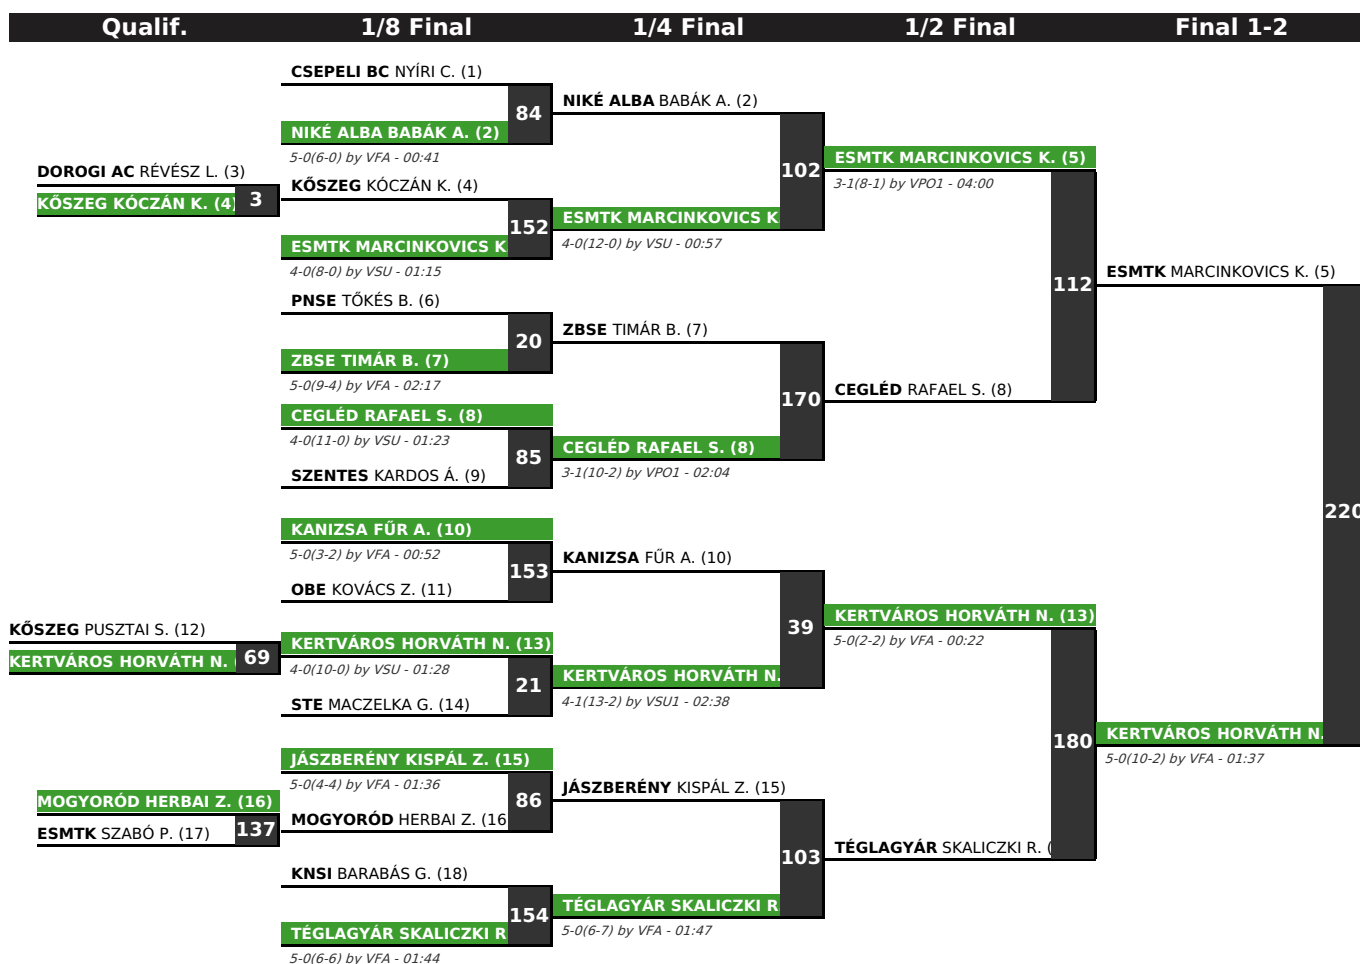 Qualif.
1/8 Final
1/4 Final
1/2 Final
Final 1-2
DOROGI AC RÉVÉSZ L. (3)
KŐSZEG KÓCZÁN K. (4)
3
KŐSZEG PUSZTAI S. (12)
KERTVÁROS HORVÁTH N. (
69
MOGYORÓD HERBAI Z. (16)
ESMTK SZABÓ P. (17)
137
CSEPELI BC NYÍRI C. (1)
84
NIKÉ ALBA BABÁK A. (2)
5-0(6-0) by VFA - 00:41
KŐSZEG KÓCZÁN K. (4)
152
ESMTK MARCINKOVICS K
4-0(8-0) by VSU - 01:15
PNSE TŐKÉS B. (6)
20
ZBSE TIMÁR B. (7)
5-0(9-4) by VFA - 02:17
CEGLÉD RAFAEL S. (8)
4-0(11-0) by VSU - 01:23
85
SZENTES KARDOS Á. (9)
KANIZSA FŰR A. (10)
5-0(3-2) by VFA - 00:52
153
OBE KOVÁCS Z. (11)
KERTVÁROS HORVÁTH N. (13)
4-0(10-0) by VSU - 01:28
21
STE MACZELKA G. (14)
JÁSZBERÉNY KISPÁL Z. (15)
5-0(4-4) by VFA - 01:36
86
MOGYORÓD HERBAI Z. (16
KNSI BARABÁS G. (18)
154
TÉGLAGYÁR SKALICZKI R
5-0(6-6) by VFA - 01:44
NIKÉ ALBA BABÁK A. (2)
102
ESMTK MARCINKOVICS K
4-0(12-0) by VSU - 00:57
ZBSE TIMÁR B. (7)
170
CEGLÉD RAFAEL S. (8)
3-1(10-2) by VPO1 - 02:04
KANIZSA FŰR A. (10)
39
KERTVÁROS HORVÁTH N.
4-1(13-2) by VSU1 - 02:38
JÁSZBERÉNY KISPÁL Z. (15)
103
TÉGLAGYÁR SKALICZKI R
5-0(6-7) by VFA - 01:47
ESMTK MARCINKOVICS K. (5)
3-1(8-1) by VPO1 - 04:00
112
CEGLÉD RAFAEL S. (8)
KERTVÁROS HORVÁTH N. (13)
5-0(2-2) by VFA - 00:22
180
TÉGLAGYÁR SKALICZKI R. (
ESMTK MARCINKOVICS K. (5)
220
KERTVÁROS HORVÁTH N.
5-0(10-2) by VFA - 01:37